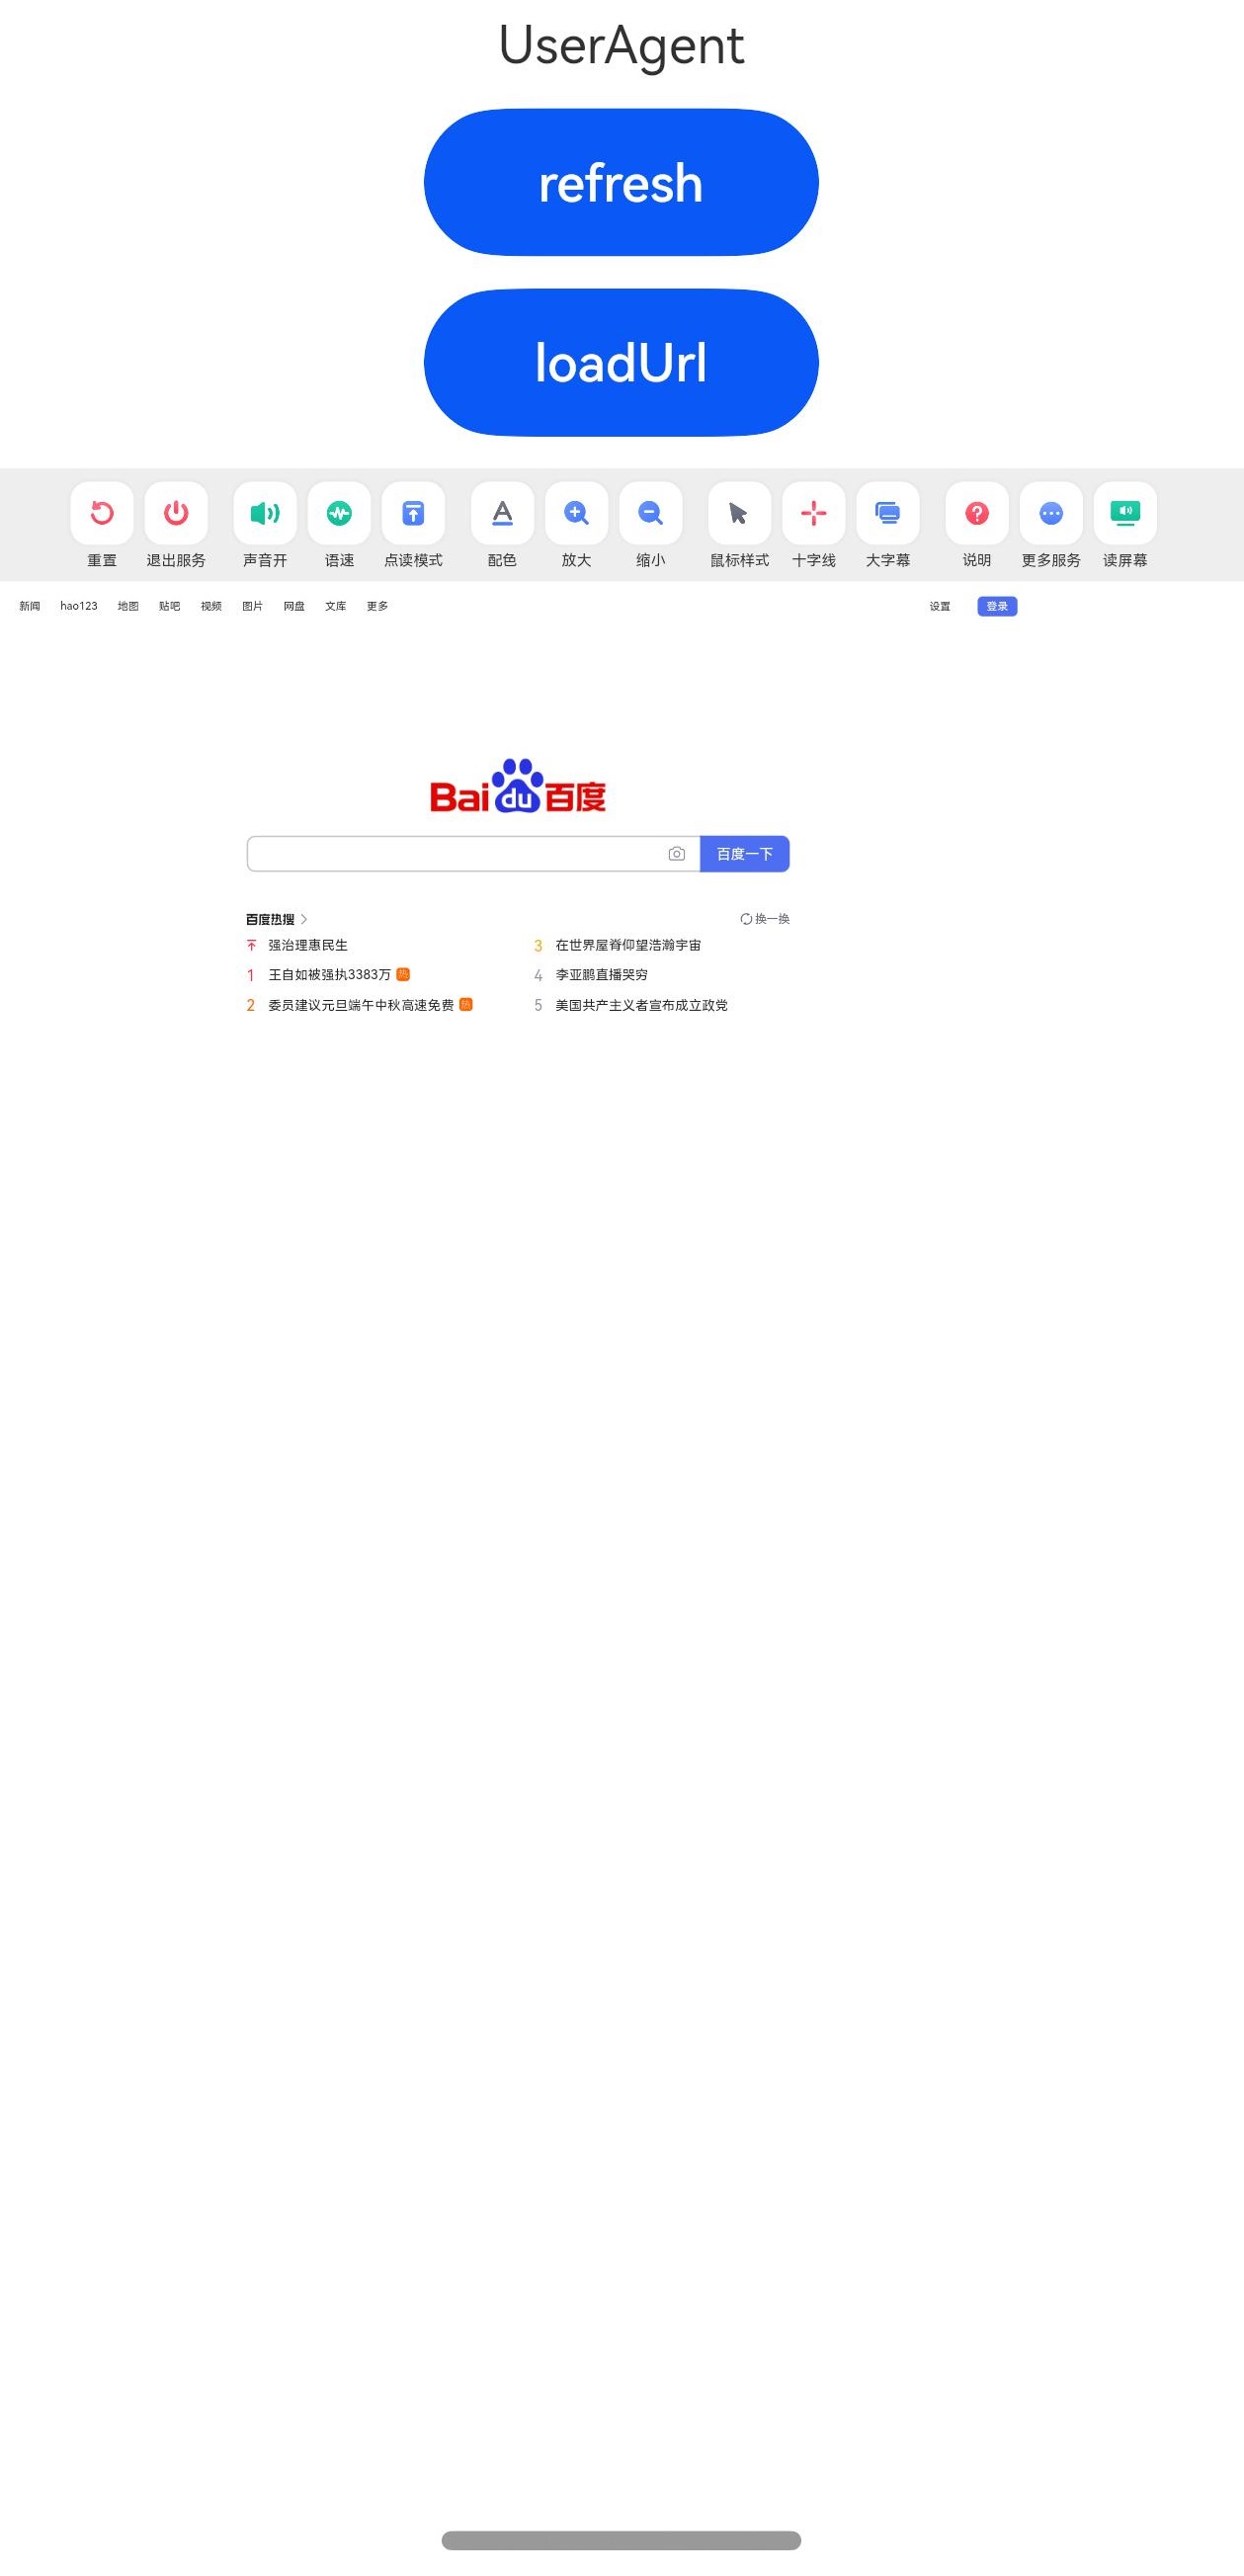 UserAgent
refresh
loadUrl
重置 退出服务 声音开 语速 点读模式 配色 放大 缩小 鼠标样式 十字线 大字幕 说明 更多服务 读屏幕
新闻 hao123 地图 贴吧 视频 图片 网盘 文库 更多 设置 登录
Bai du 百度
百度一下
百度热搜 换一换
强治理惠民生
1 王自如被强执3383万 热
2 委员建议元旦端午中秋高速免费 热
3 在世界屋脊仰望浩瀚宇宙
4 李亚鹏直播哭穷
5 美国共产主义者宣布成立政党